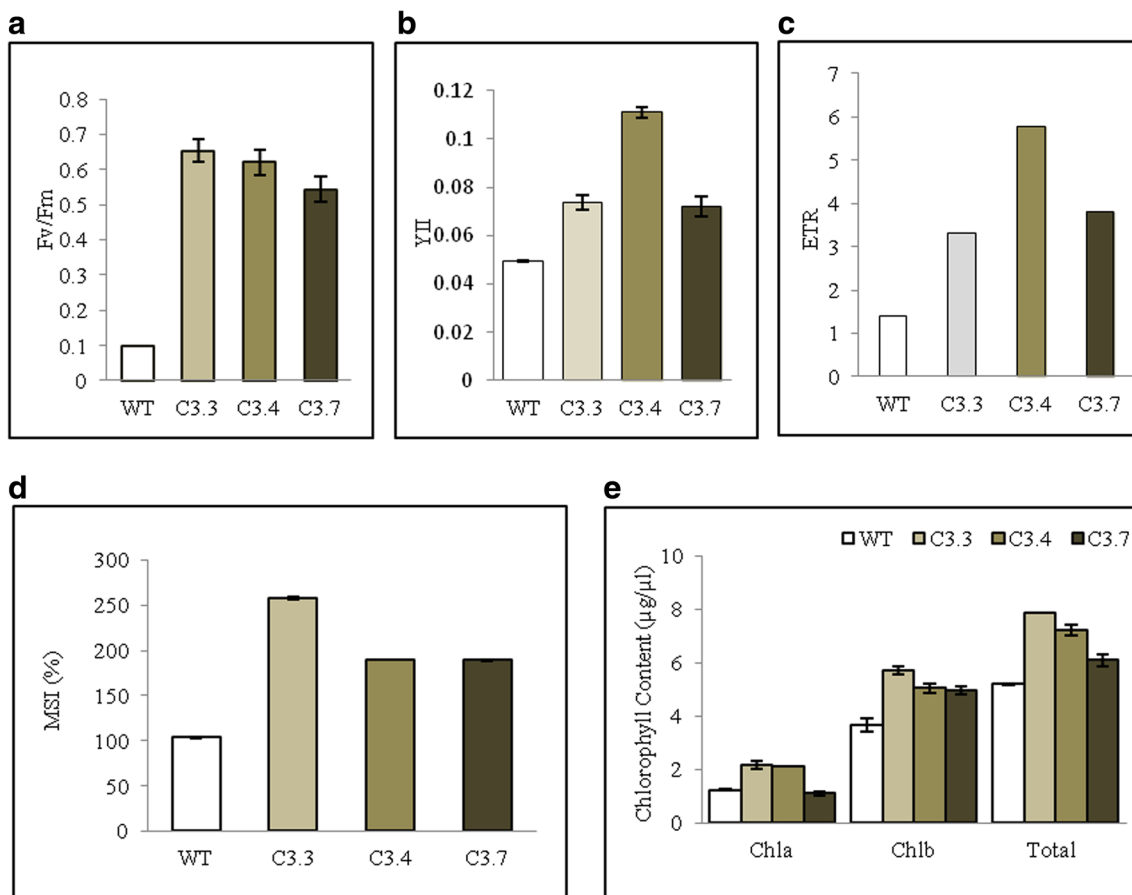 a
Fv/Fm
0.8
0.7
0.6
0.5
0.4
0.3
0.2
0.1
0
WT C3.3 C3.4 C3.7
b
YII
0.12
0.1
0.08
0.06
0.04
0.02
0
WT C3.3 C3.4 C3.7
c
ETR
7
6
5
4
3
2
1
0
WT C3.3 C3.4 C3.7
d
MSI (%)
300
250
200
150
100
50
0
WT C3.3 C3.4 C3.7
e
WT C3.3 C3.4 C3.7
Chlorophyll Content (µg/µl)
10
8
6
4
2
0
Chla Chlb Total